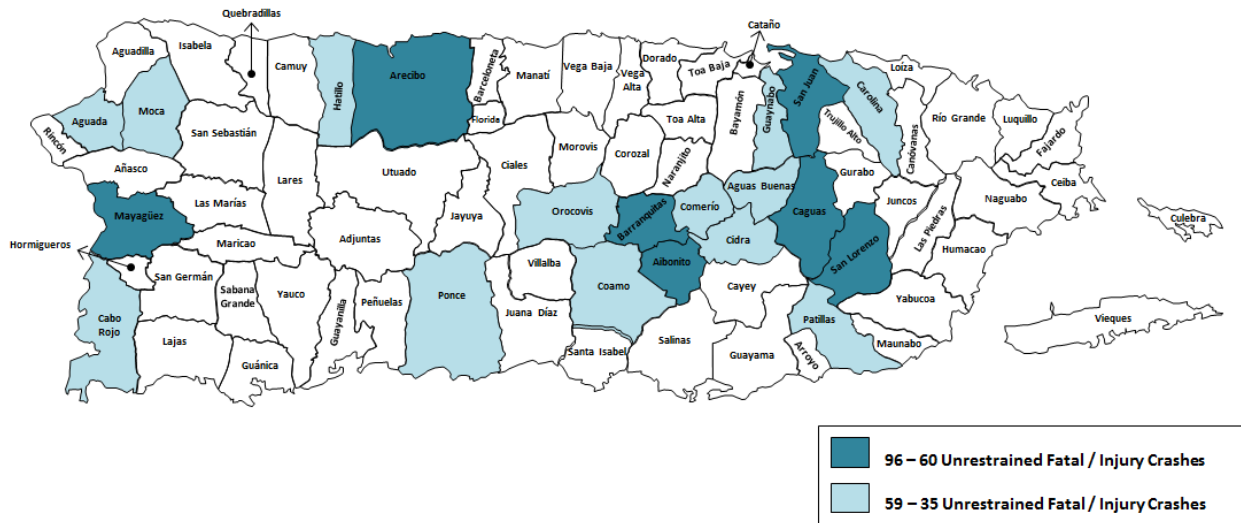 Quebradillas
Cataño
Aguadilla
Isabela
Camuy
Hatillo
Arecibo
Barceloneta
Manatí
Vega Baja
Vega
Alta
Dorado
Toa Baja
San Juan
Loíza
Carolina
Aguada
Moca
San Sebastián
Florida
Toa Alta
Bayamón
Guaynabo
Trujillo Alto
Canóvanas
Río Grande
Luquillo
Fajardo
Rincón
Añasco
Lares
Utuado
Ciales
Morovis
Corozal
Naranjito
Aguas Buenas
Gurabo
Ceiba
Mayagüez
Las Marías
Jayuya
Orocovis
Barranquitas
Comerío
Caguas
Juncos
Las Piedras
Naguabo
Culebra
Hormigueros
Maricao
Adjuntas
Cidra
San Lorenzo
Humacao
San Germán
Villalba
Aibonito
Sabana
Grande
Yauco
Guayanilla
Peñuelas
Ponce
Coamo
Cayey
Yabucoa
Cabo
Rojo
Juana Díaz
Patillas
Vieques
Lajas
Guánica
Santa Isabel
Salinas
Guayama
Arroyo
Maunabo
96 – 60 Unrestrained Fatal / Injury Crashes
59 – 35 Unrestrained Fatal / Injury Crashes